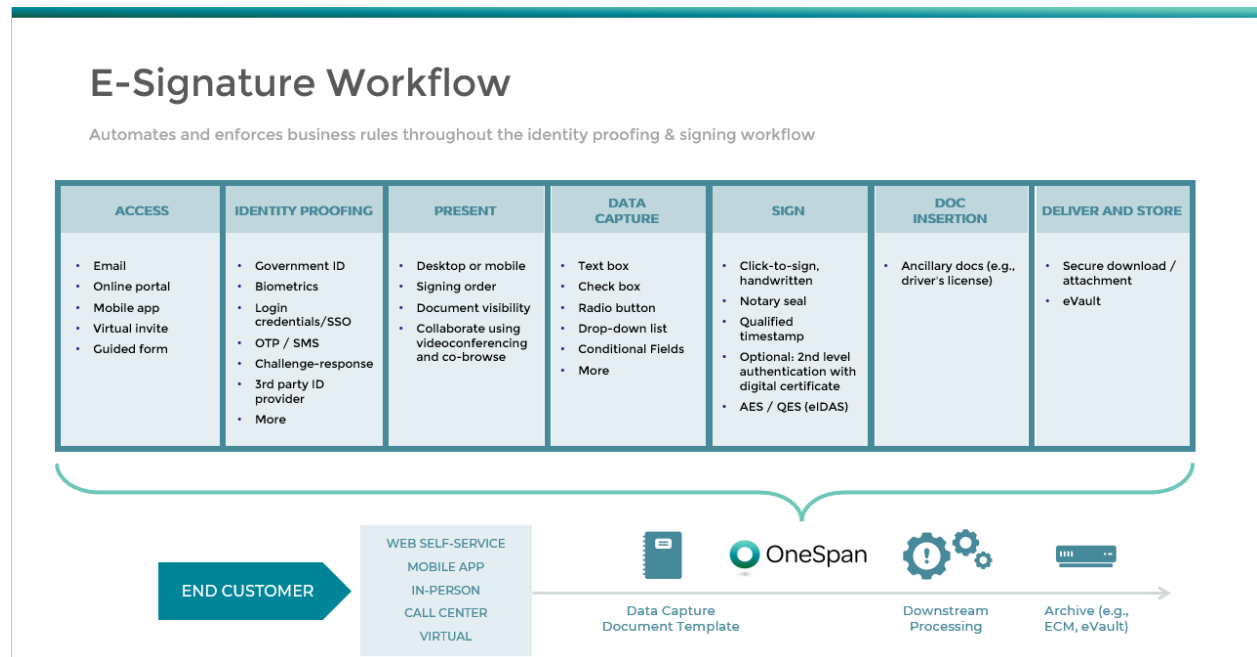 E-Signature Workflow
Automates and enforces business rules throughout the identity proofing & signing workflow
ACCESS
• Email
• Online portal
• Mobile app
• Virtual invite
• Guided form
IDENTITY PROOFING
• Government ID
• Biometrics
• Login
credentials/SSO
• OTP / SMS
• Challenge-response
• 3rd party ID
provider
• More
PRESENT
• Desktop or mobile
• Signing order
• Document visibility
• Collaborate using
videoconferencing
and co-browse
DATA
CAPTURE
• Text box
• Check box
• Radio button
• Drop-down list
• Conditional Fields
• More
SIGN
• Click-to-sign,
handwritten
• Notary seal
• Qualified
timestamp
• Optional: 2nd level
authentication with
digital certificate
• AES / QES (eIDAS)
DOC
INSERTION
• Ancillary docs (e.g.,
driver's license)
DELIVER AND STORE
• Secure download /
attachment
• eVault
END CUSTOMER
WEB SELF-SERVICE
MOBILE APP
IN-PERSON
CALL CENTER
VIRTUAL
Data Capture
Document Template
OneSpan
Downstream
Processing
Archive (e.g.,
ECM, eVault)